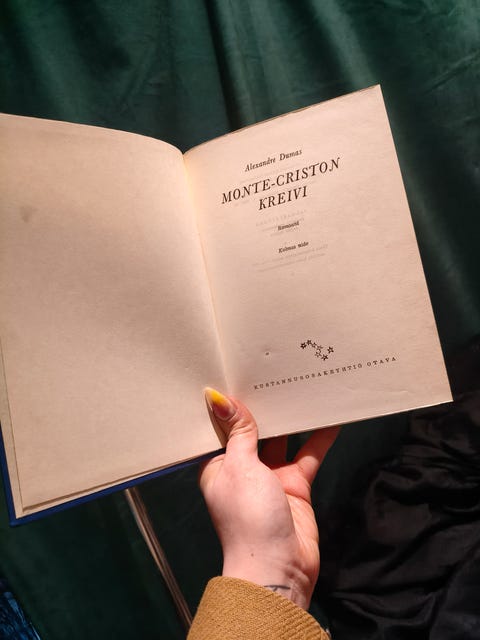 Alexandre Dumas
MONTE-CRISTON
KREIVI
Romaani
Kolmas osa
KUSTANNUSOSAKEYHTIÖ OTAVA